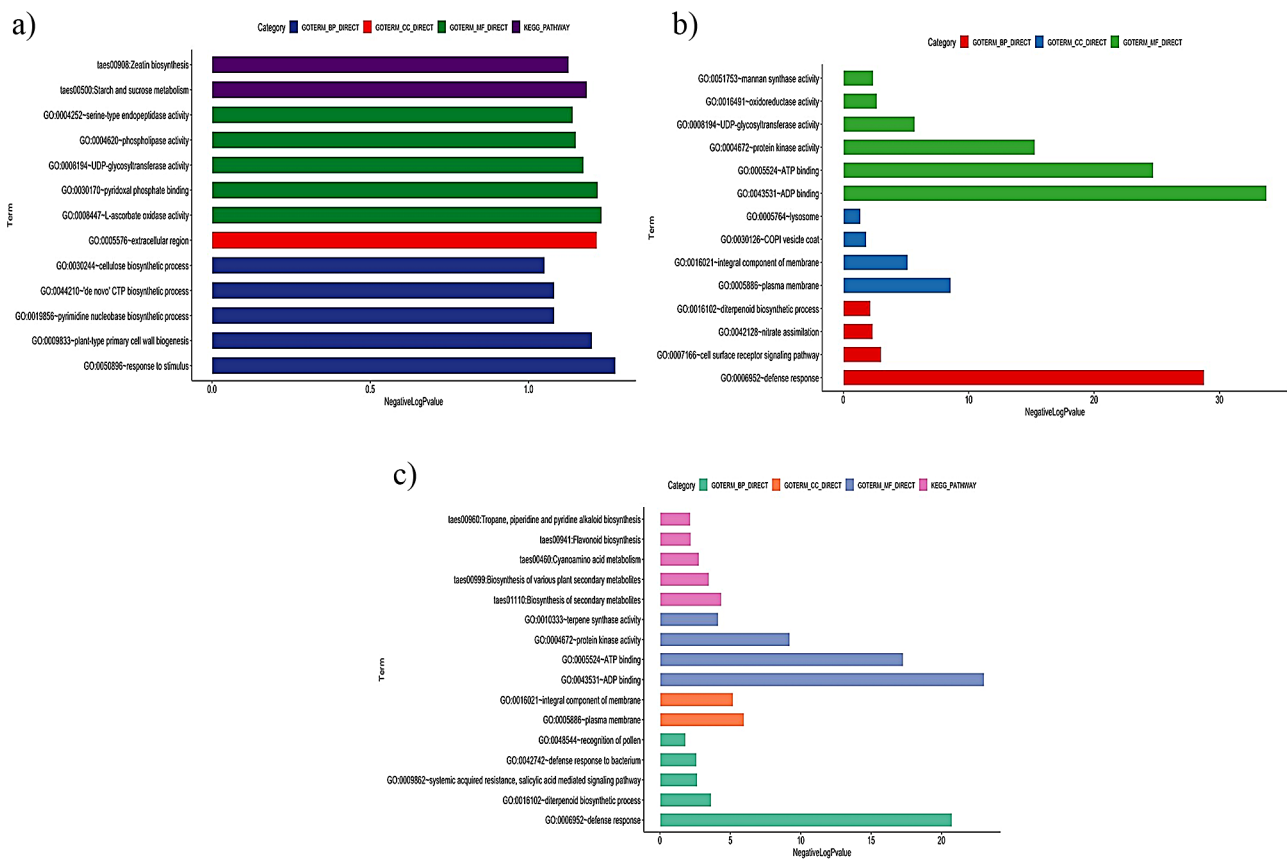 a)
Category GOTERM_BP_DIRECT GOTERM_CC_DIRECT GOTERM_MF_DIRECT KEGG_PATHWAY
taes00908:Zeatin biosynthesis
taes00500:Starch and sucrose metabolism
GO:0004252~serine-type endopeptidase activity
GO:0004620~phospholipase activity
GO:0008194~UDP-glycosyltransferase activity
GO:0030170~pyridoxal phosphate binding
GO:0008447~L-ascorbate oxidase activity
GO:0005576~extracellular region
GO:0030244~cellulose biosynthetic process
GO:0044210~'de novo' CTP biosynthetic process
GO:0019856~pyrimidine nucleobase biosynthetic process
GO:0009833~plant-type primary cell wall biogenesis
GO:0050896~response to stimulus
Term
0.0 0.5 1.0
NegativeLogPvalue
b)
Category GOTERM_BP_DIRECT GOTERM_CC_DIRECT GOTERM_MF_DIRECT
GO:0051753~mannan synthase activity
GO:0016491~oxidoreductase activity
GO:0008194~UDP-glycosyltransferase activity
GO:0004672~protein kinase activity
GO:0005524~ATP binding
GO:0043531~ADP binding
GO:0005764~lysosome
GO:0030126~COPI vesicle coat
GO:0016021~integral component of membrane
GO:0005886~plasma membrane
GO:0016102~diterpenoid biosynthetic process
GO:0042128~nitrate assimilation
GO:0007166~cell surface receptor signaling pathway
GO:0006952~defense response
Term
0 10 20 30
NegativeLogPvalue
c)
Category GOTERM_BP_DIRECT GOTERM_CC_DIRECT GOTERM_MF_DIRECT KEGG_PATHWAY
taes00960:Tropane, piperidine and pyridine alkaloid biosynthesis
taes00941:Flavonoid biosynthesis
taes00460:Cyanoamino acid metabolism
taes00999:Biosynthesis of various plant secondary metabolites
taes01110:Biosynthesis of secondary metabolites
GO:0010333~terpene synthase activity
GO:0004672~protein kinase activity
GO:0005524~ATP binding
GO:0043531~ADP binding
GO:0016021~integral component of membrane
GO:0005886~plasma membrane
GO:0048544~recognition of pollen
GO:0042742~defense response to bacterium
GO:0009862~systemic acquired resistance, salicylic acid mediated signaling pathway
GO:0016102~diterpenoid biosynthetic process
GO:0006952~defense response
Term
0 5 10 15 20
NegativeLogPvalue